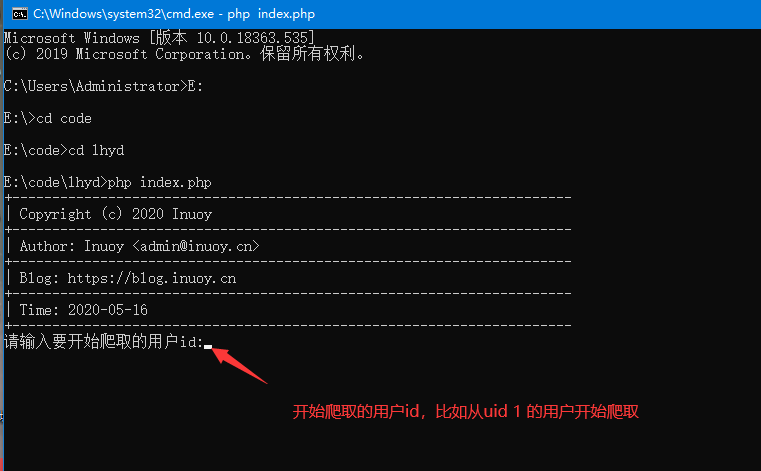 C:\Windows\system32\cmd.exe - php  index.php
Microsoft Windows [版本 10.0.18363.535]
(c) 2019 Microsoft Corporation。保留所有权利。
C:\Users\Administrator>E:
E:\>cd code
E:\code>cd lhyd
E:\code\lhyd>php index.php
+----------------------------------------------------------------------
| Copyright (c) 2020 Inuoy
+----------------------------------------------------------------------
| Author: Inuoy <admin@inuoy.cn>
+----------------------------------------------------------------------
| Blog: https://blog.inuoy.cn
+----------------------------------------------------------------------
| Time: 2020-05-16
+----------------------------------------------------------------------
请输入要开始爬取的用户id:
开始爬取的用户id，比如从uid 1 的用户开始爬取